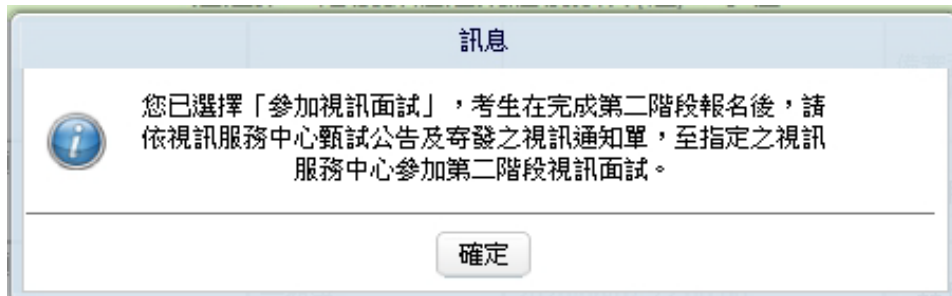 訊息
您已選擇「參加視訊面試」，考生在完成第二階段報名後，請
依視訊服務中心甄試公告及寄發之視訊通知單，至指定之視訊
服務中心參加第二階段視訊面試。
確定